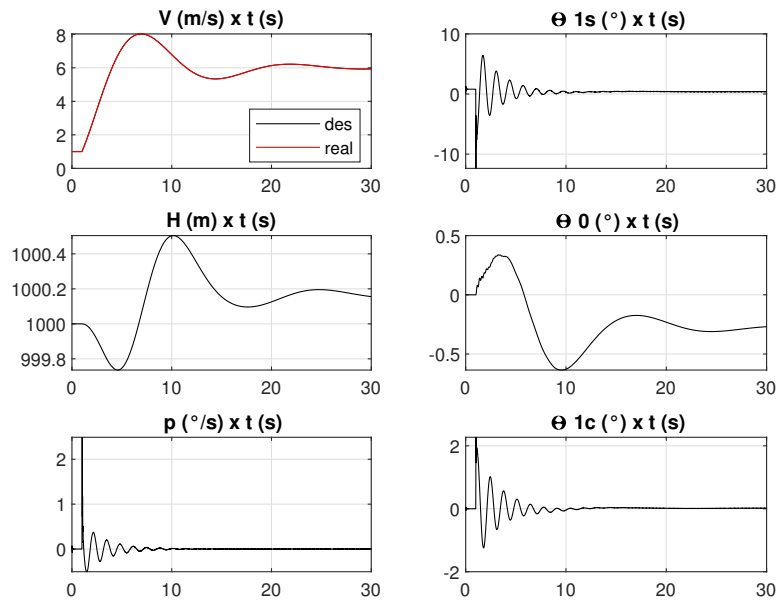 V (m/s) x t (s)
8
6
4
2
0
des
real
0 10 20 30
Θ 1s (°) x t (s)
10
0
-10
0 10 20 30
H (m) x t (s)
1000.4
1000.2
1000
999.8
0 10 20 30
Θ 0 (°) x t (s)
0.5
0
-0.5
0 10 20 30
p (°/s) x t (s)
2
1
0
0 10 20 30
Θ 1c (°) x t (s)
2
0
-2
0 10 20 30